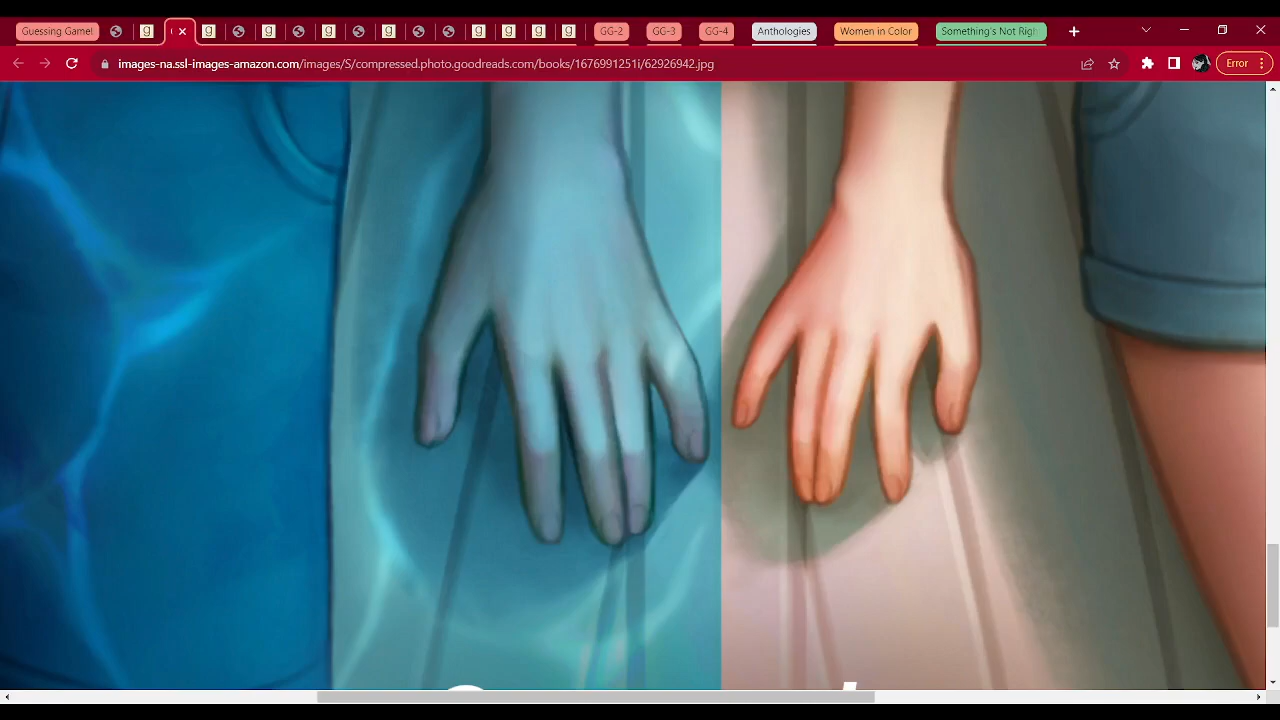 Guessing Game!
GG-2
GG-3
GG-4
Anthologies
Women in Color
Something's Not Rig
images-na.ssl-images-amazon.com/images/S/compressed.photo.goodreads.com/books/1676991251i/62926942.jpg
Error